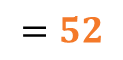 = 52